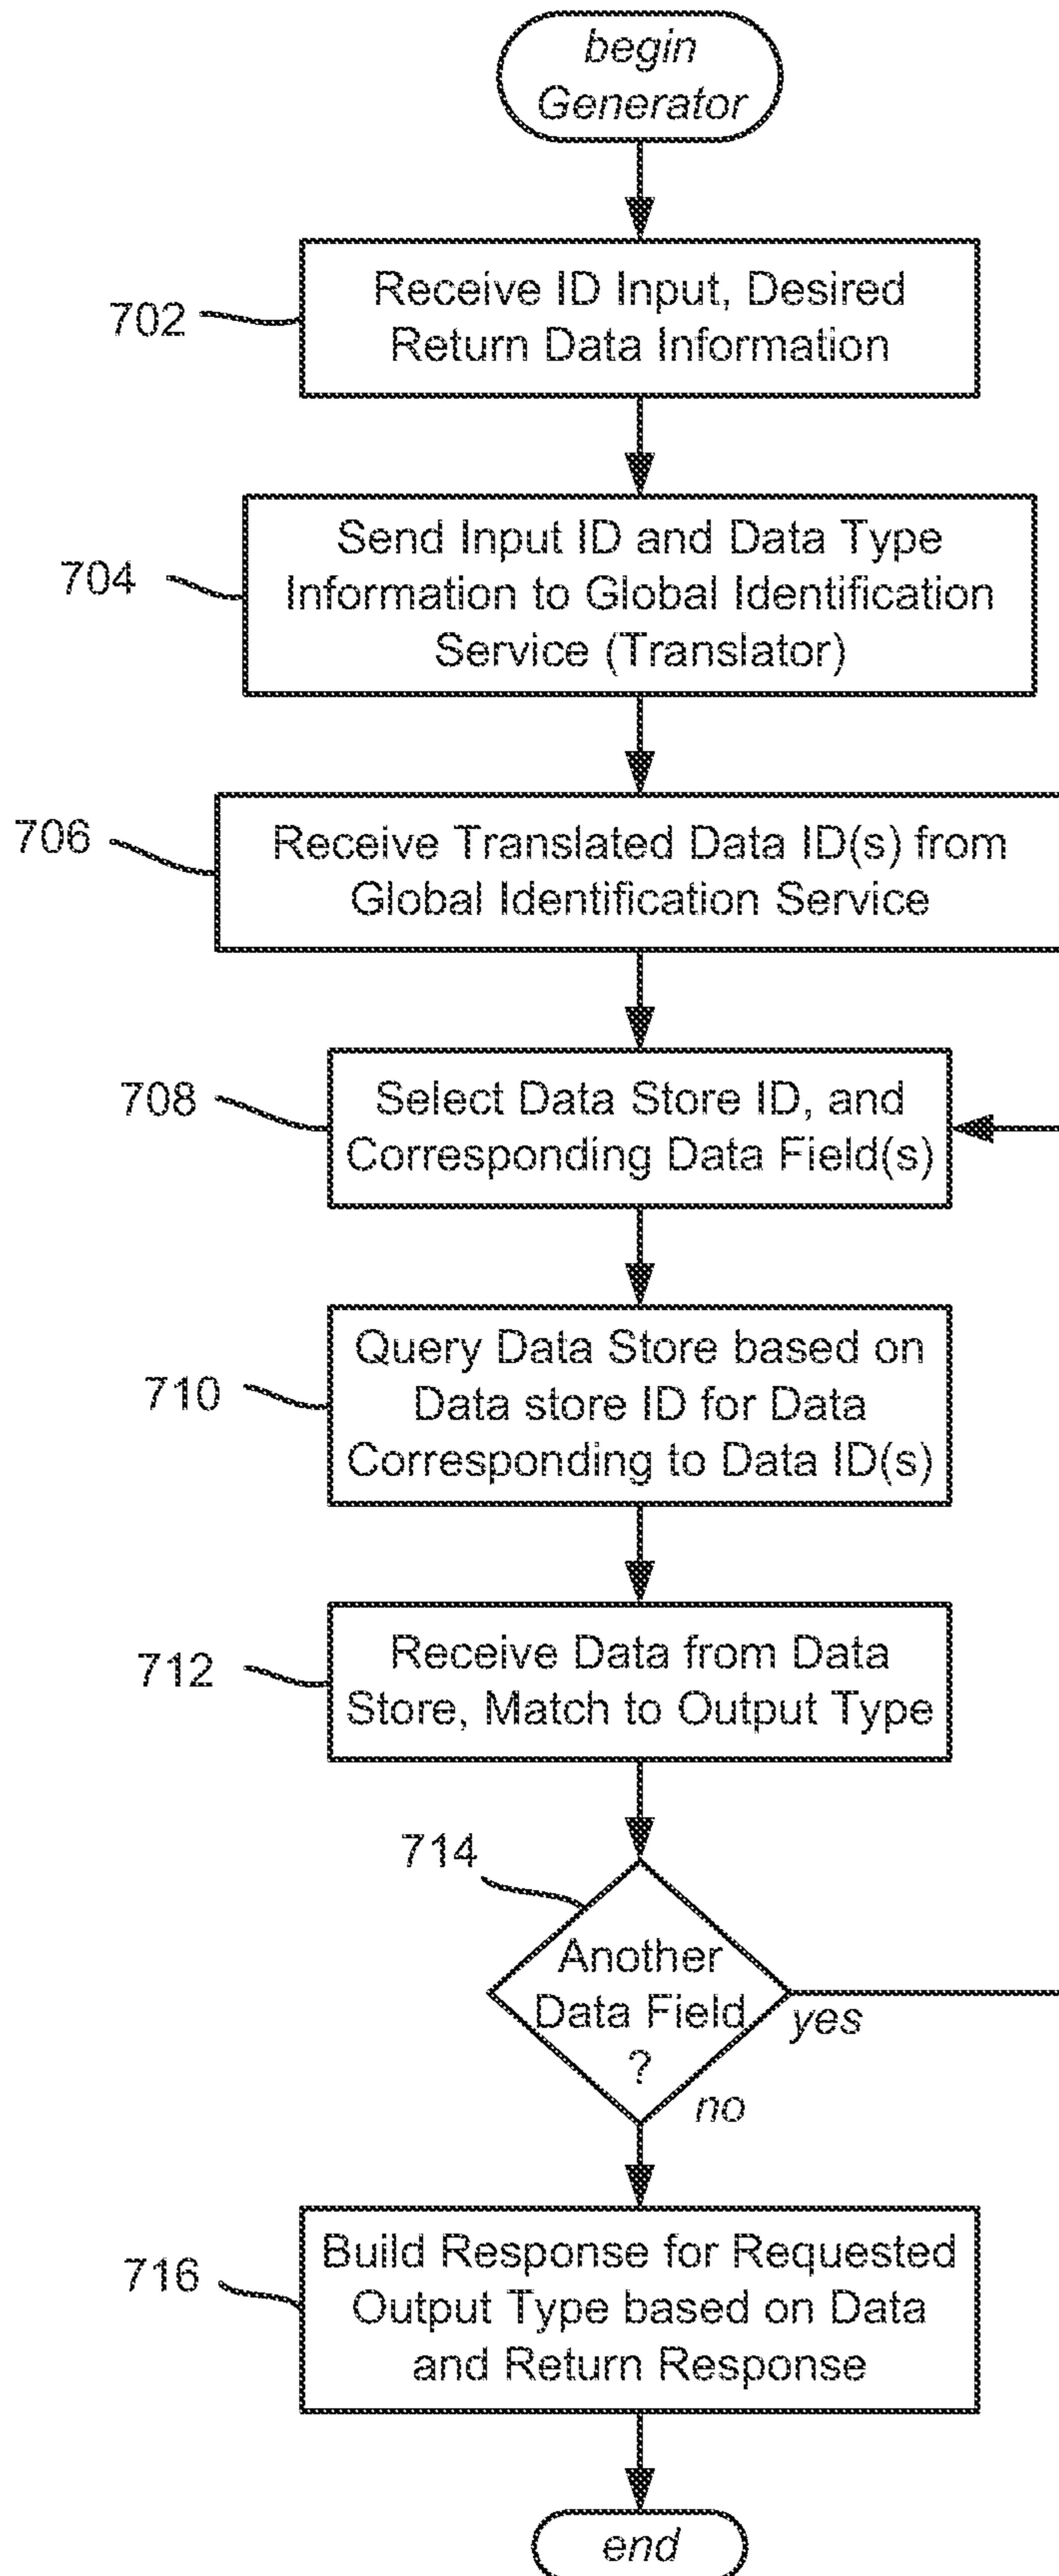 begin
Generator
702
Receive ID Input, Desired
Return Data Information
704
Send Input ID and Data Type
Information to Global Identification
Service (Translator)
706
Receive Translated Data ID(s) from
Global Identification Service
708
Select Data Store ID, and
Corresponding Data Field(s)
710
Query Data Store based on
Data store ID for Data
Corresponding to Data ID(s)
712
Receive Data from Data
Store, Match to Output Type
714
Another
Data Field
?
yes
no
716
Build Response for Requested
Output Type based on Data
and Return Response
end